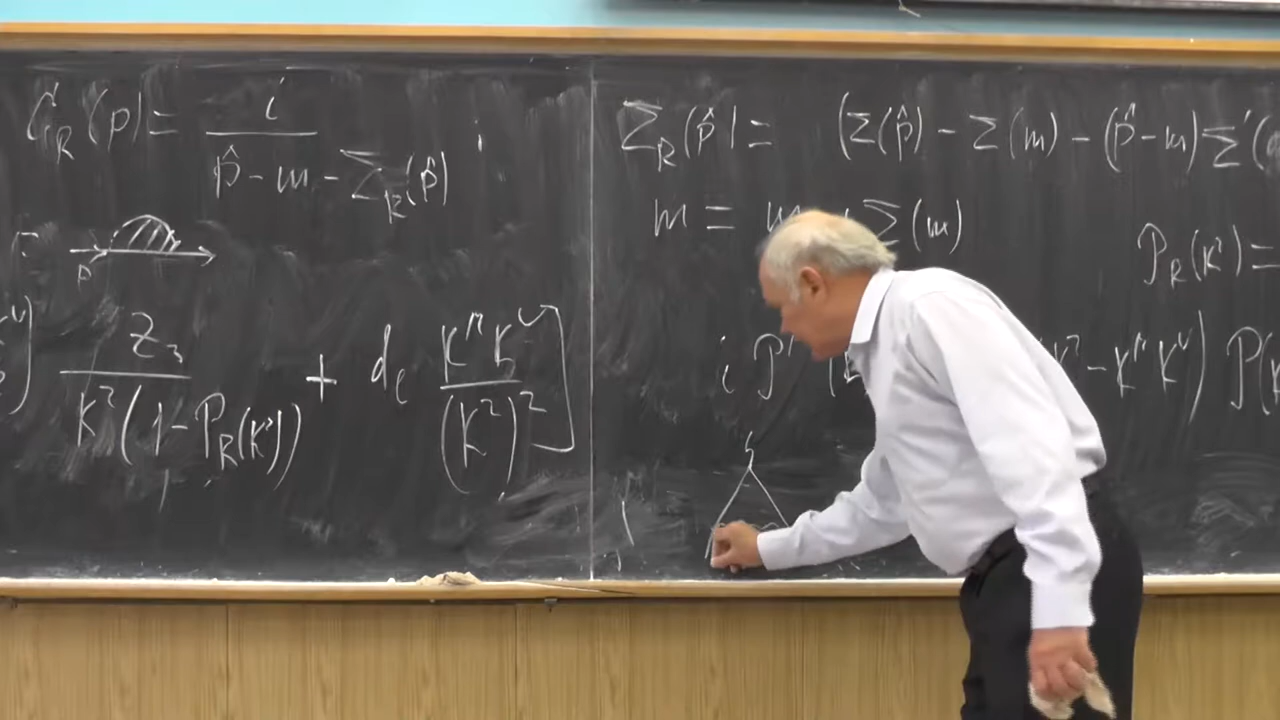 G_R(p) = i / (p̂ - m - Σ_R(p̂))
p
Z_3 / (k²(1 - P_R(k²))) + d_l k^μ k^ν / (k²)² ]
Σ_R(p̂) = (Σ(p̂) - Σ(m) - (p̂ - m)Σ'(
m = m Σ(m)
P_R(k²) =
i P k² - k^μ k^ν) P(k